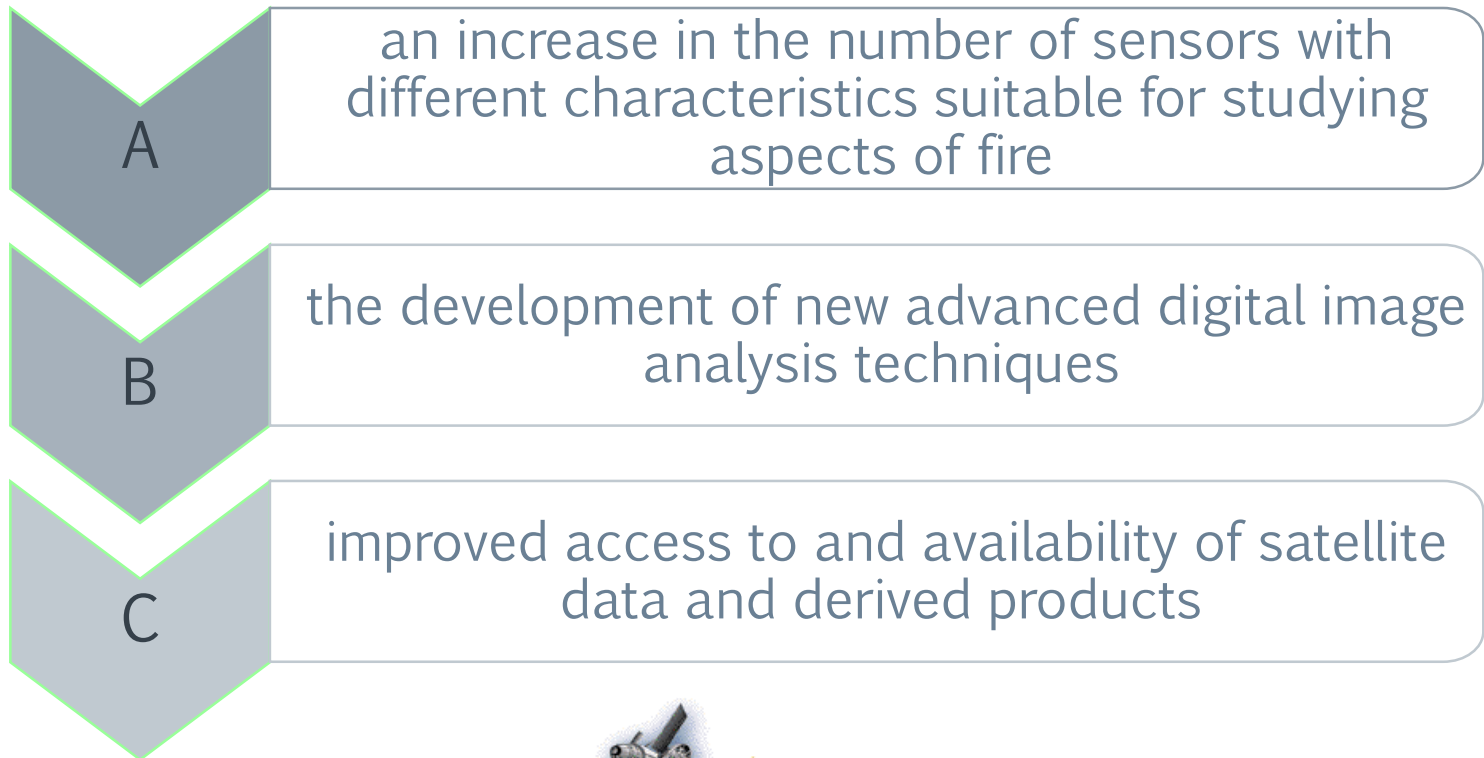 A
an increase in the number of sensors with
different characteristics suitable for studying
aspects of fire
B
the development of new advanced digital image
analysis techniques
C
improved access to and availability of satellite
data and derived products